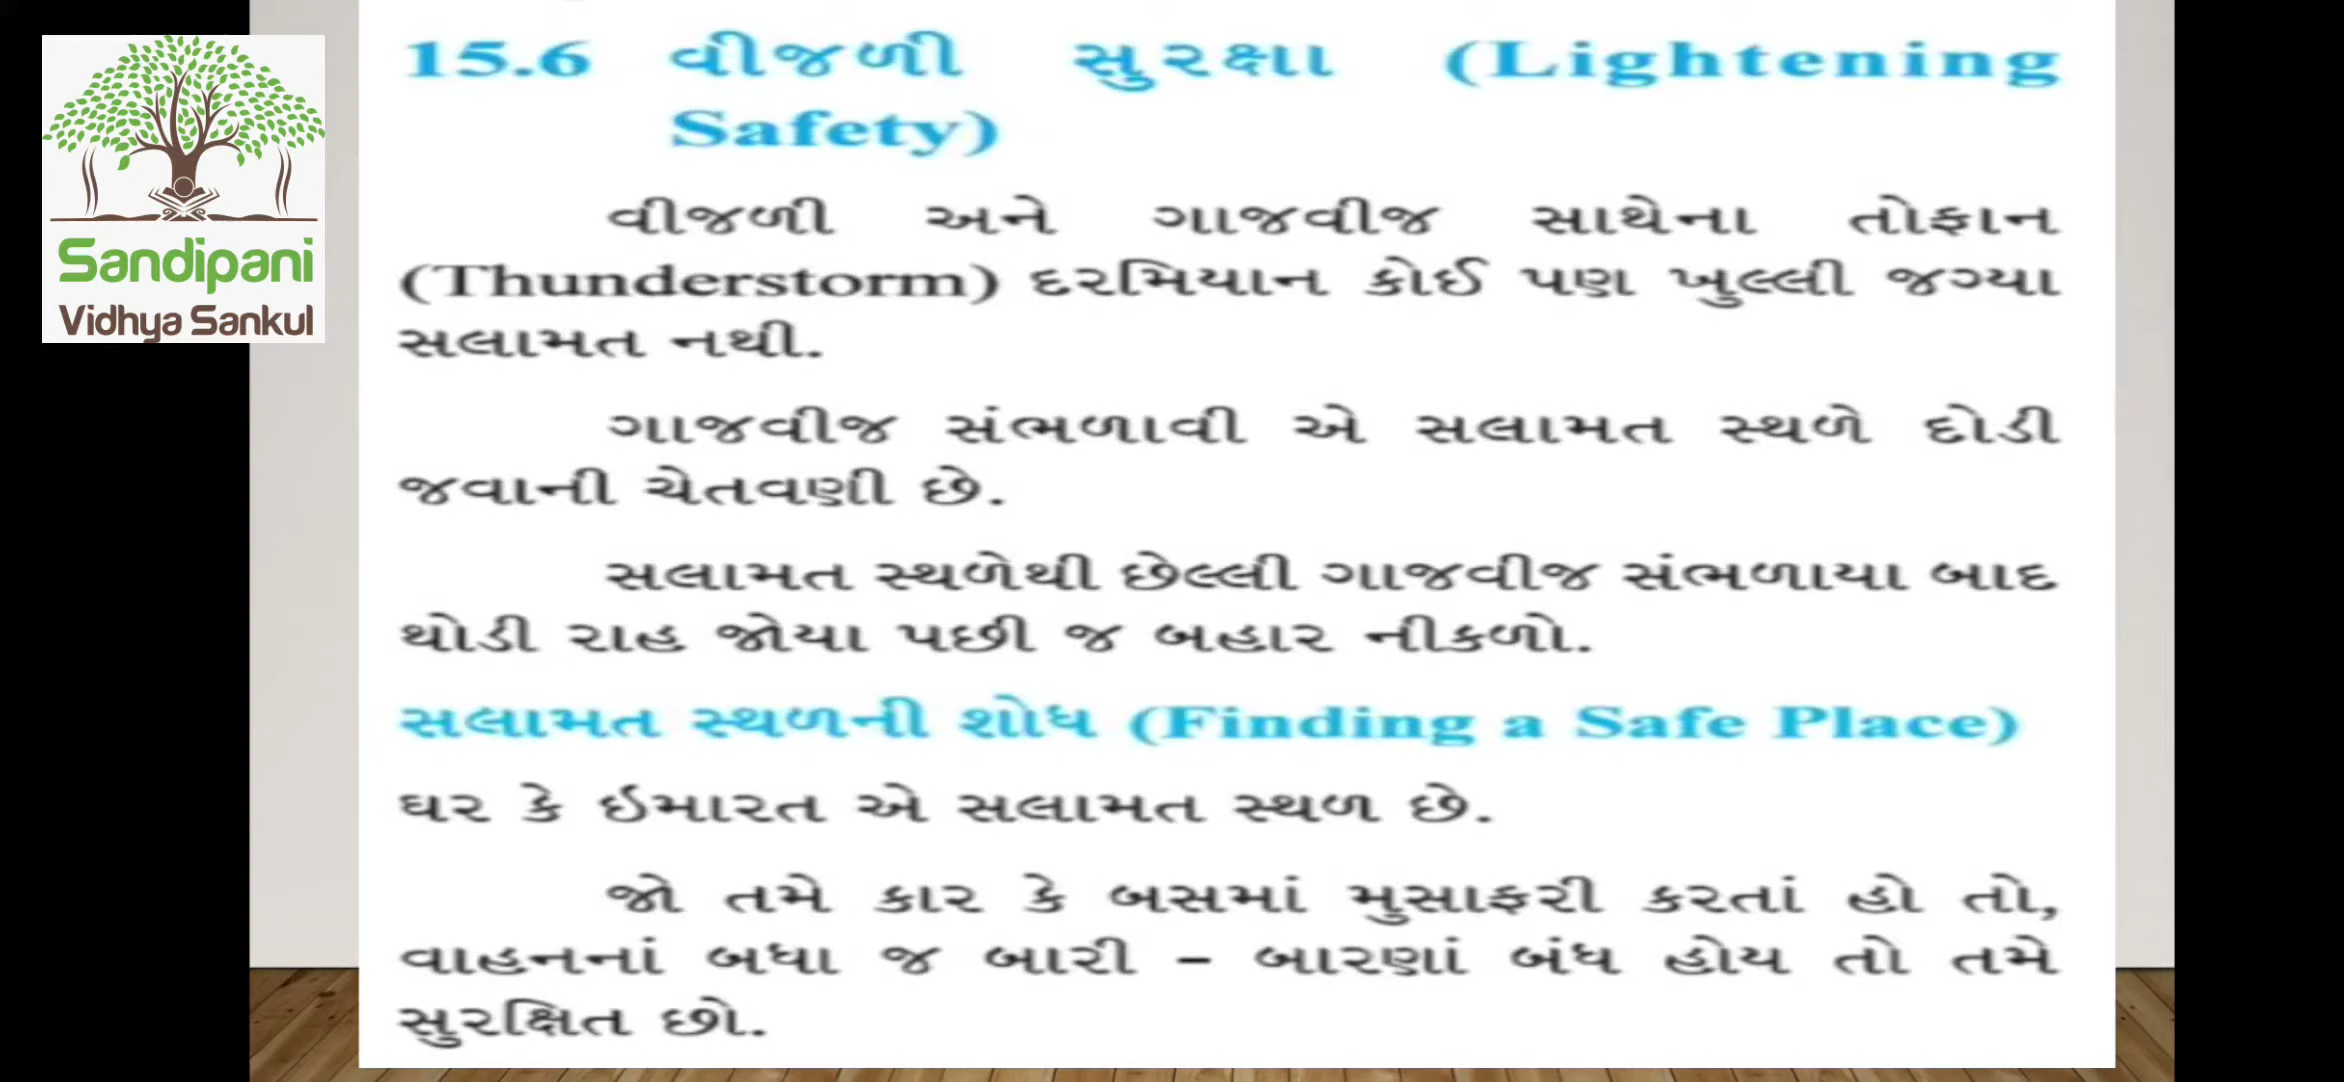 Sandipani
Vidhya Sankul
15.6 વીજળી સુરક્ષા (Lightening
Safety)
વીજળી અને ગાજવીજ સાથેના તોફાન
(Thunderstorm) દરમિયાન કોઈ પણ ખુલ્લી જગ્યા
સલામત નથી.
ગાજવીજ સંભળાવી એ સલામત સ્થળે દોડી
જવાની ચેતવણી છે.
સલામત સ્થળેથી છેલ્લી ગાજવીજ સંભળાયા બાદ
થોડી રાહ જોયા પછી જ બહાર નીકળો.
સલામત સ્થળની શોધ (Finding a Safe Place)
ઘર કે ઇમારત એ સલામત સ્થળ છે.
જો તમે કાર કે બસમાં મુસાફરી કરતાં હો તો,
વાહનનાં બધા જ બારી – બારણાં બંધ હોય તો તમે
સુરક્ષિત છો.